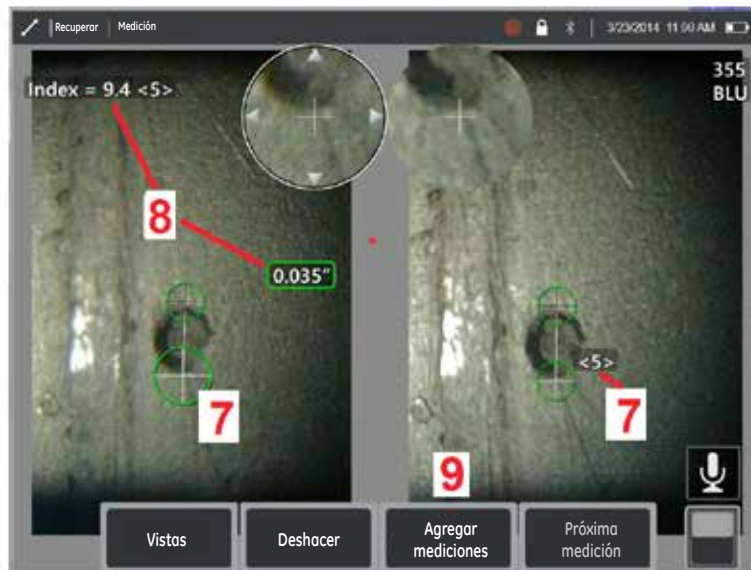 Recuperar
Medición
3/23/2014 11:00 AM
Index = 9.4 <5>
355
BLU
8
0.035"
<5>
7
7
9
Vistas
Deshacer
Agregar
mediciones
Próxima
medición